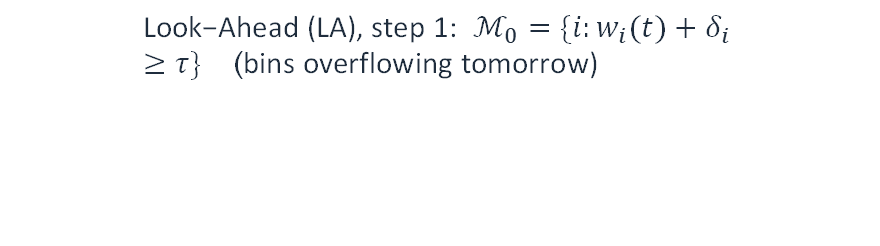 Look−Ahead (LA), step 1:  ℳ₀ = {i: wᵢ(t) + δᵢ
≥ τ}   (bins overflowing tomorrow)